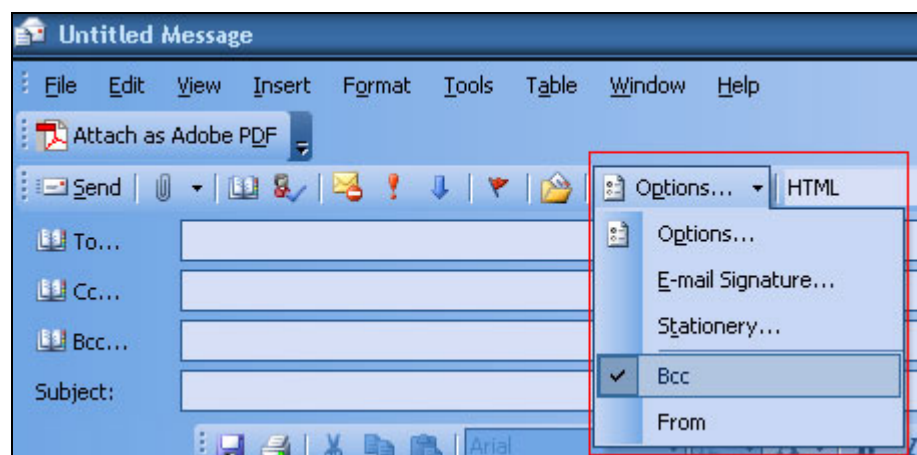 Untitled Message
File Edit View Insert Format Tools Table Window Help
Attach as Adobe PDF
Send Options... HTML
To... Options...
Cc... E-mail Signature...
Stationery...
Bcc...
Bcc
Subject:
From
Arial